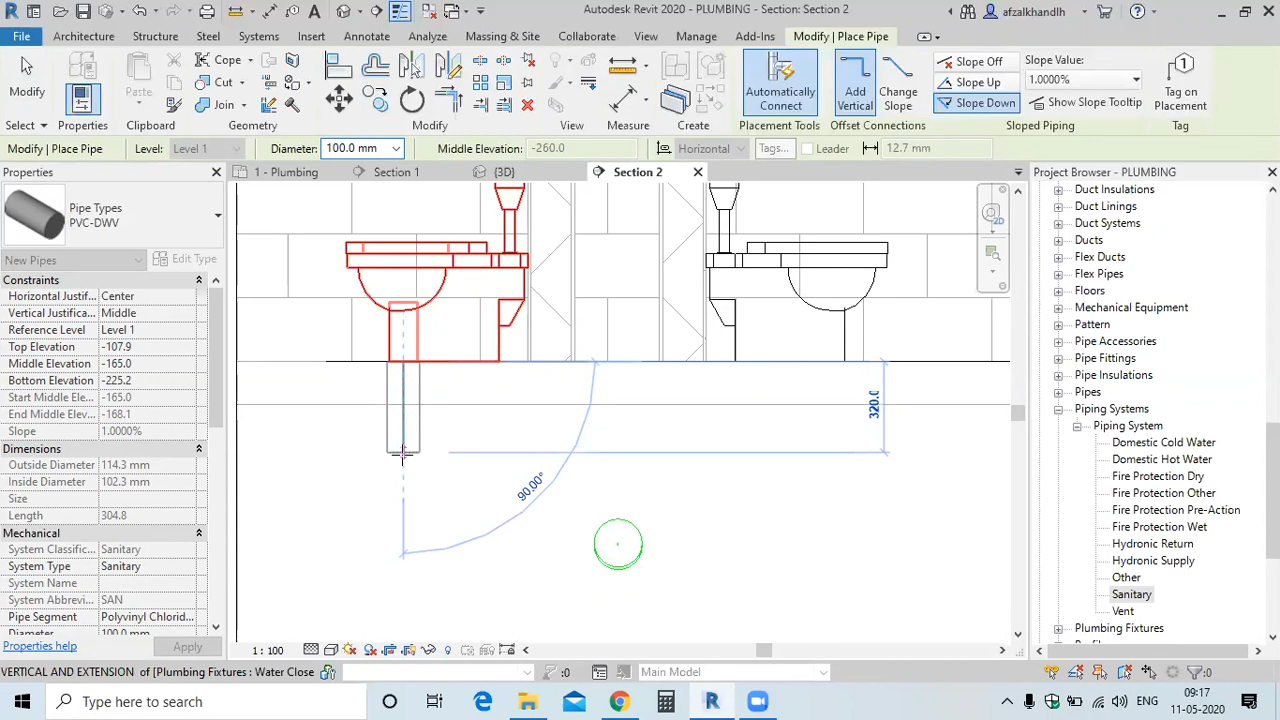 Autodesk Revit 2020 - PLUMBING - Section: Section 2
afzalkhandlh
File Architecture Structure Steel Systems Insert Annotate Analyze Massing & Site Collaborate View Manage Add-Ins Modify | Place Pipe
Modify
Select
Properties
Paste
Clipboard
Cope
Cut
Join
Geometry
Modify
View
Measure
Create
Automatically
Connect
Placement Tools
Add
Vertical
Change
Slope
Offset Connections
Slope Off
Slope Up
Slope Down
Slope Value:
1.0000%
Show Slope Tooltip
Sloped Piping
Tag on
Placement
Tag
Modify | Place Pipe Level: Level 1 Diameter: 100.0 mm Middle Elevation: -260.0 Horizontal Tags... Leader 12.7 mm
Properties
1 - Plumbing Section 1 {3D} Section 2
Project Browser - PLUMBING
Pipe Types
PVC-DWV
New Pipes Edit Type
Constraints
Horizontal Justif... Center
Vertical Justifica... Middle
Reference Level Level 1
Top Elevation -107.9
Middle Elevation -165.0
Bottom Elevation -225.2
Start Middle Ele... -165.0
End Middle Ele... -168.1
Slope 1.0000%
Dimensions
Outside Diameter 114.3 mm
Inside Diameter 102.3 mm
Size
Length 304.8
Mechanical
System Classific... Sanitary
System Type Sanitary
System Name
System Abbrevi... SAN
Pipe Segment Polyvinyl Chlorid...
Diameter 100.0 mm
Properties help Apply
2D
320.0
90.00°
Duct Insulations
Duct Linings
Duct Systems
Ducts
Flex Ducts
Flex Pipes
Floors
Mechanical Equipment
Pattern
Pipe Accessories
Pipe Fittings
Pipe Insulations
Pipes
Piping Systems
Piping System
Domestic Cold Water
Domestic Hot Water
Fire Protection Dry
Fire Protection Other
Fire Protection Pre-Action
Fire Protection Wet
Hydronic Return
Hydronic Supply
Other
Sanitary
Vent
Plumbing Fixtures
1 : 100
VERTICAL AND EXTENSION of [Plumbing Fixtures : Water Close :0 Main Model :0
Type here to search
ENG
09:17
11-05-2020